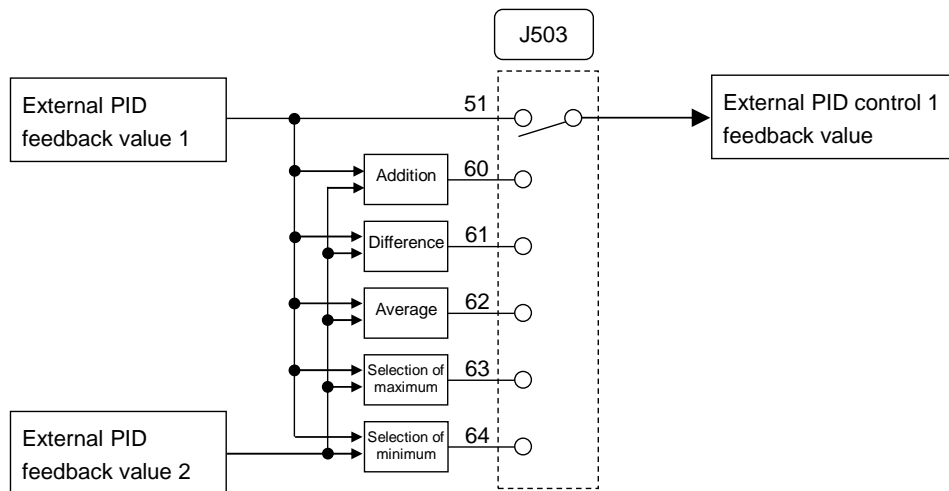 J503
External PID
feedback value 1
51
External PID control 1
feedback value
Addition
60
Difference
61
Average
62
Selection of
maximum
63
Selection of
minimum
64
External PID
feedback value 2